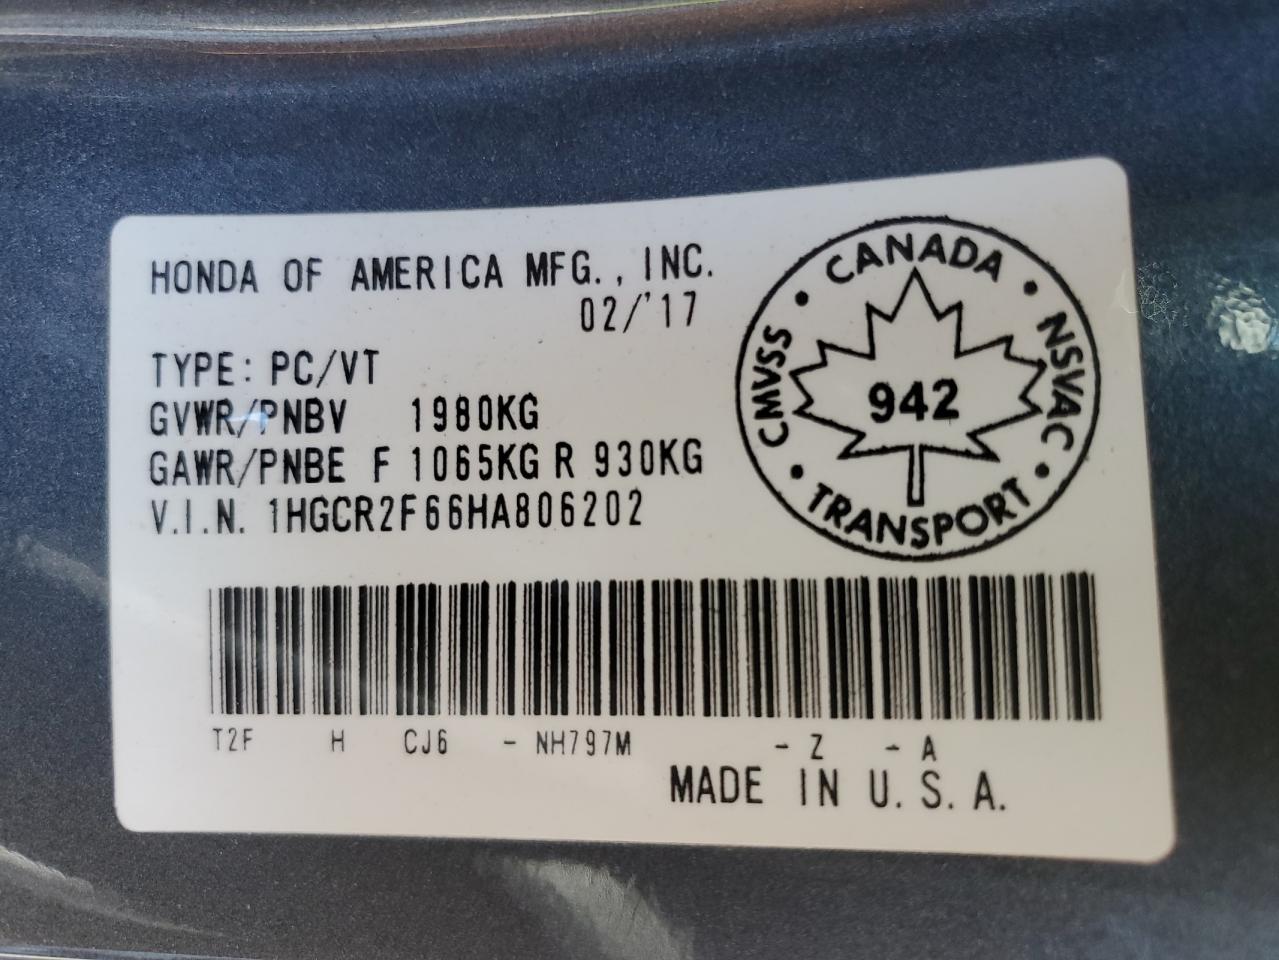 HONDA OF AMERICA MFG., INC.
02/'17
TYPE: PC/VT
GVWR/PNBV 1980KG
GAWR/PNBE F 1065KG R 930KG
V.I.N. 1HGCR2F66HA806202
CANADA
CMVSS
NSVAC
942
TRANSPORT
T2F H CJ6 - NH797M - Z - A
MADE IN U.S.A.